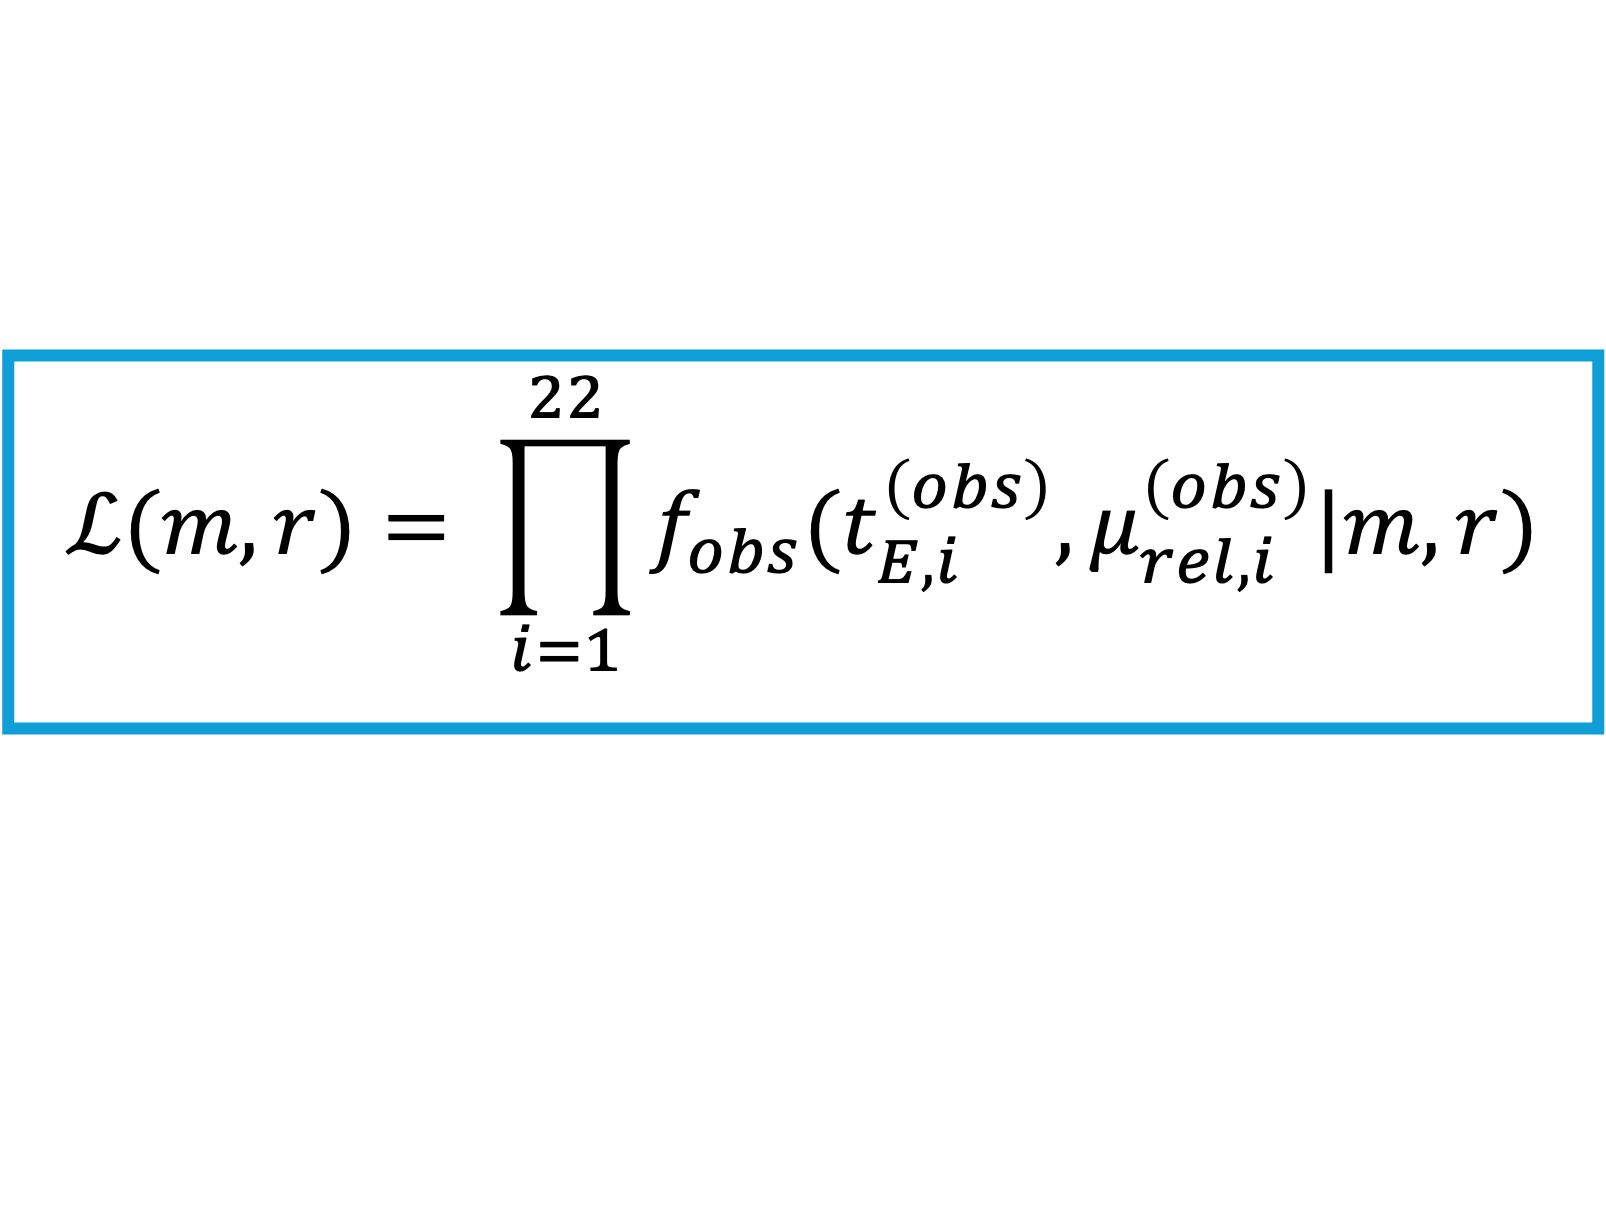 ℒ(m, r) = ∏_{i=1}^{22} f_{obs}(t_{E,i}^{(obs)}, μ_{rel,i}^{(obs)}|m, r)